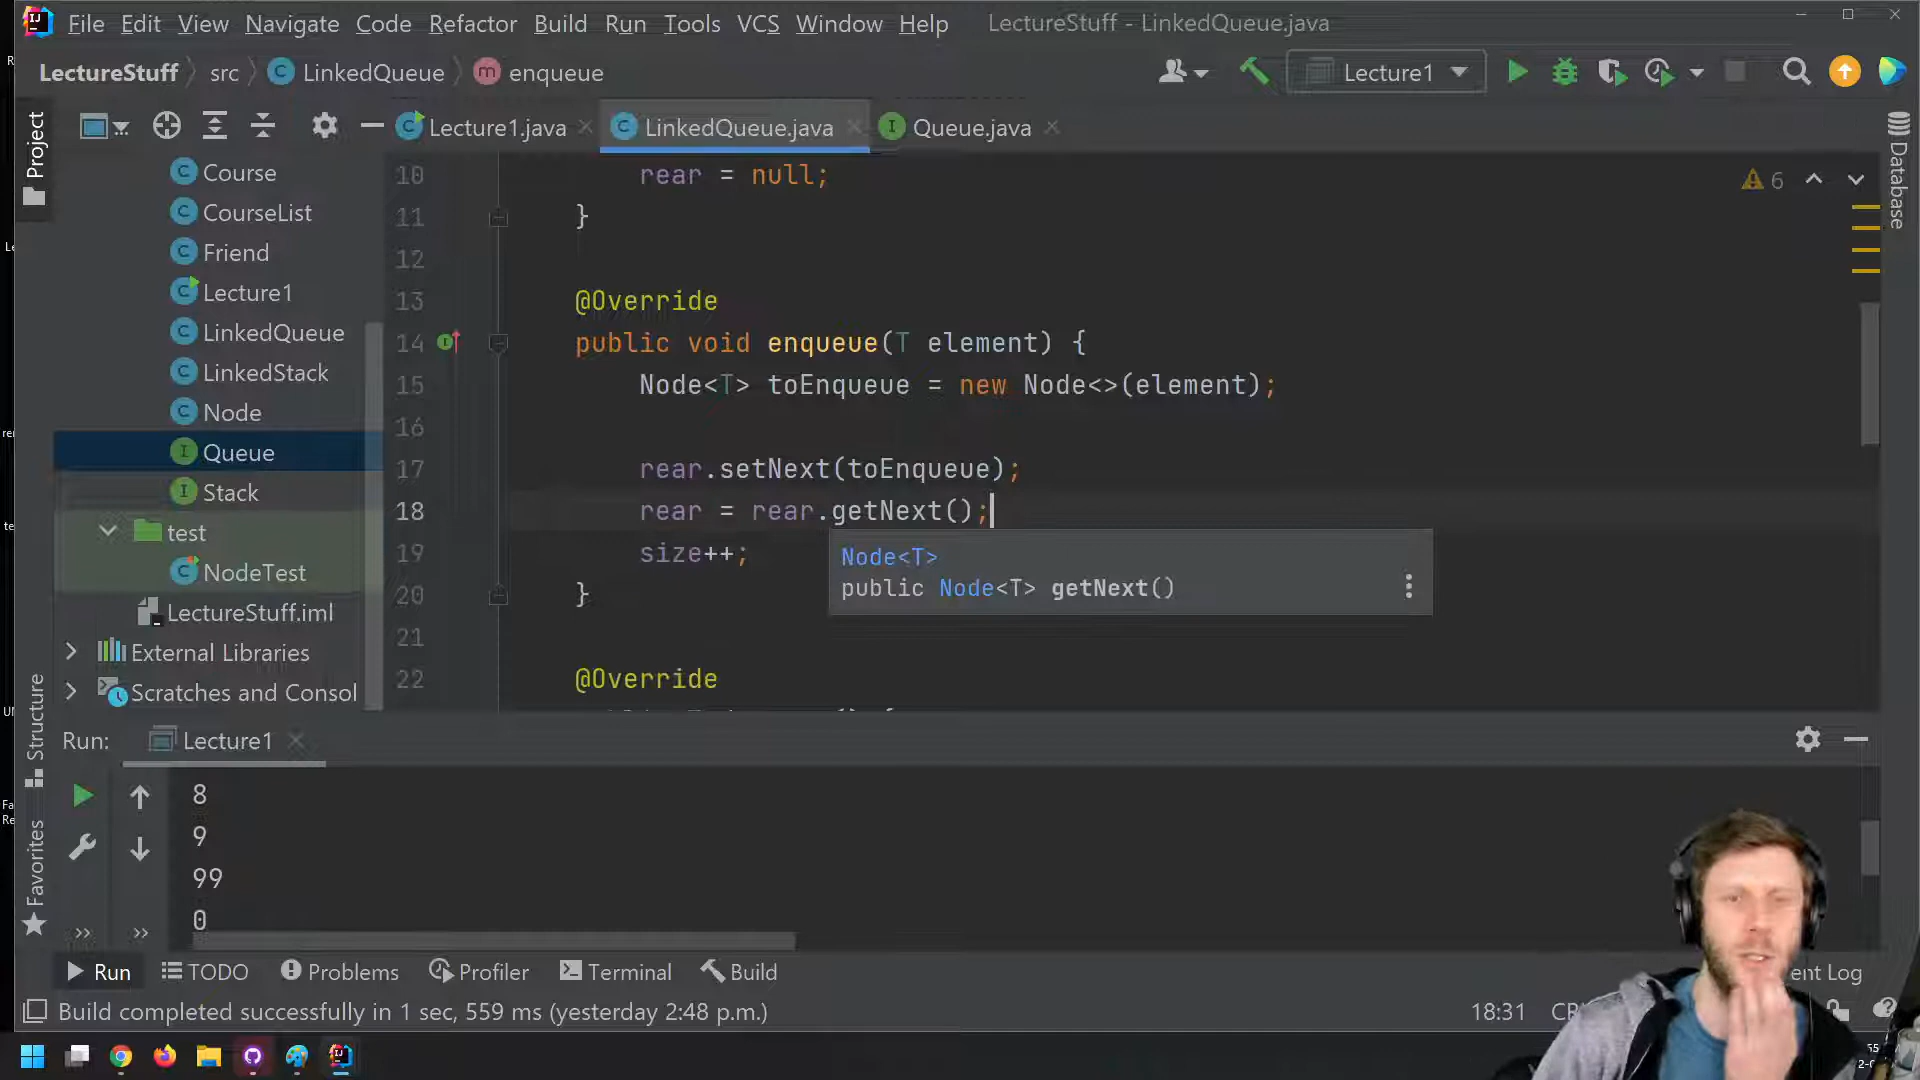 File Edit View Navigate Code Refactor Build Run Tools VCS Window Help LectureStuff - LinkedQueue.java
LectureStuff src LinkedQueue enqueue Lecture1
Project
Lecture1.java LinkedQueue.java Queue.java
Course
CourseList
Friend
Lecture1
LinkedQueue
LinkedStack
Node
Queue
Stack
test
NodeTest
LectureStuff.iml
External Libraries
Scratches and Consol
10 rear = null;
11 }
12
13 @Override
14 public void enqueue(T element) {
15 Node<T> toEnqueue = new Node<>(element);
16
17 rear.setNext(toEnqueue);
18 rear = rear.getNext();
19 size++;
20 }
21
22 @Override
Node<T>
public Node<T> getNext()
6
Database
Structure
Favorites
Run: Lecture1
8
9
99
0
Run TODO Problems Profiler Terminal Build ent Log
Build completed successfully in 1 sec, 559 ms (yesterday 2:48 p.m.) 18:31